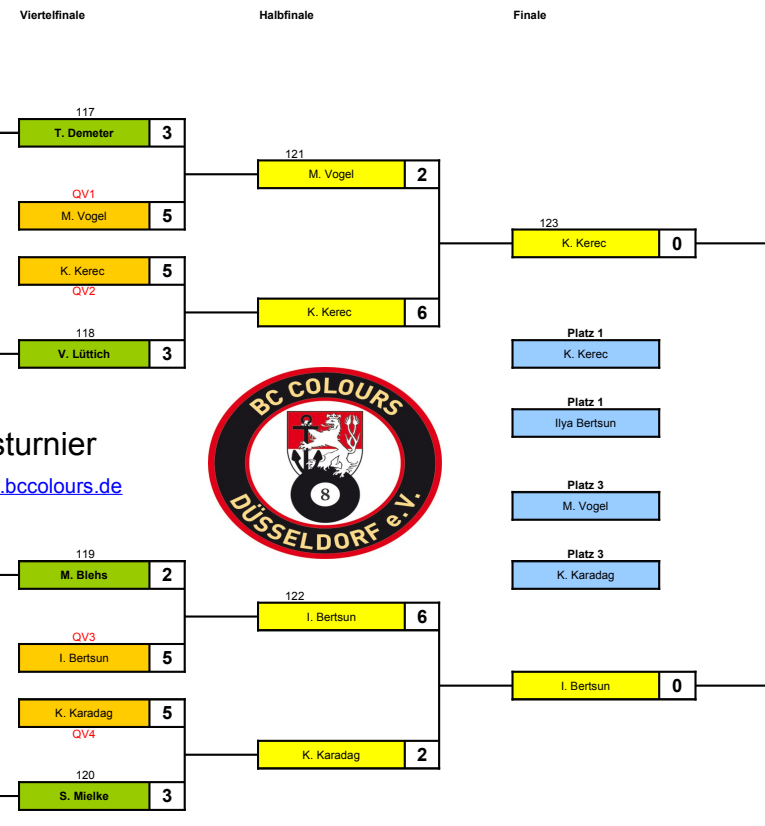 Viertelfinale
Halbfinale
Finale
117
T. Demeter 3
121
M. Vogel 2
QV1
M. Vogel 5
123
K. Kerec 0
K. Kerec 5
QV2
K. Kerec 6
118
V. Lüttich 3
Platz 1
K. Kerec
Platz 1
Ilya Bertsun
BC COLOURS
8
DÜSSELDORF e.V.
sturnier
.bccolours.de
Platz 3
M. Vogel
Platz 3
K. Karadag
119
M. Blehs 2
122
I. Bertsun 6
QV3
I. Bertsun 5
I. Bertsun 0
K. Karadag 5
QV4
K. Karadag 2
120
S. Mielke 3